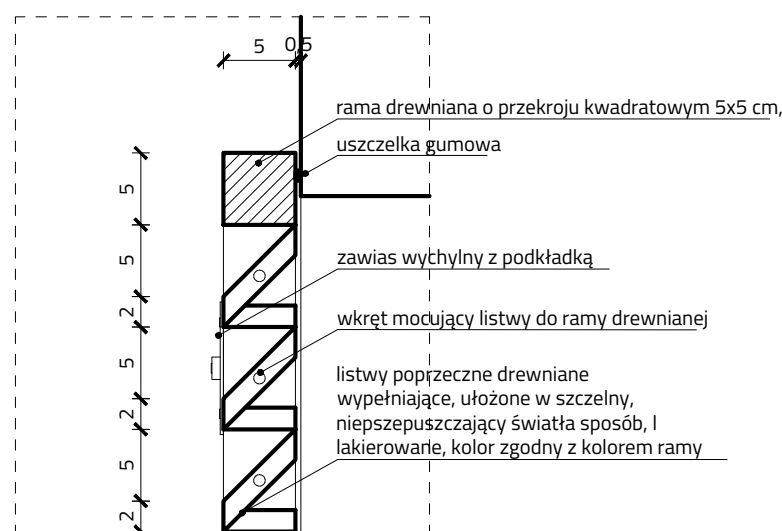 5 0,5
rama drewniana o przekroju kwadratowym 5x5 cm,
uszczelka gumowa
5
5
zawias wychylny z podkładką
2
wkręt mocujący listwy do ramy drewnianej
5
listwy poprzeczne drewniane
wypełniające, ułożone w szczelny,
2
niepszepuszczający światła sposób, l
lakierowane, kolor zgodny z kolorem ramy
5
2